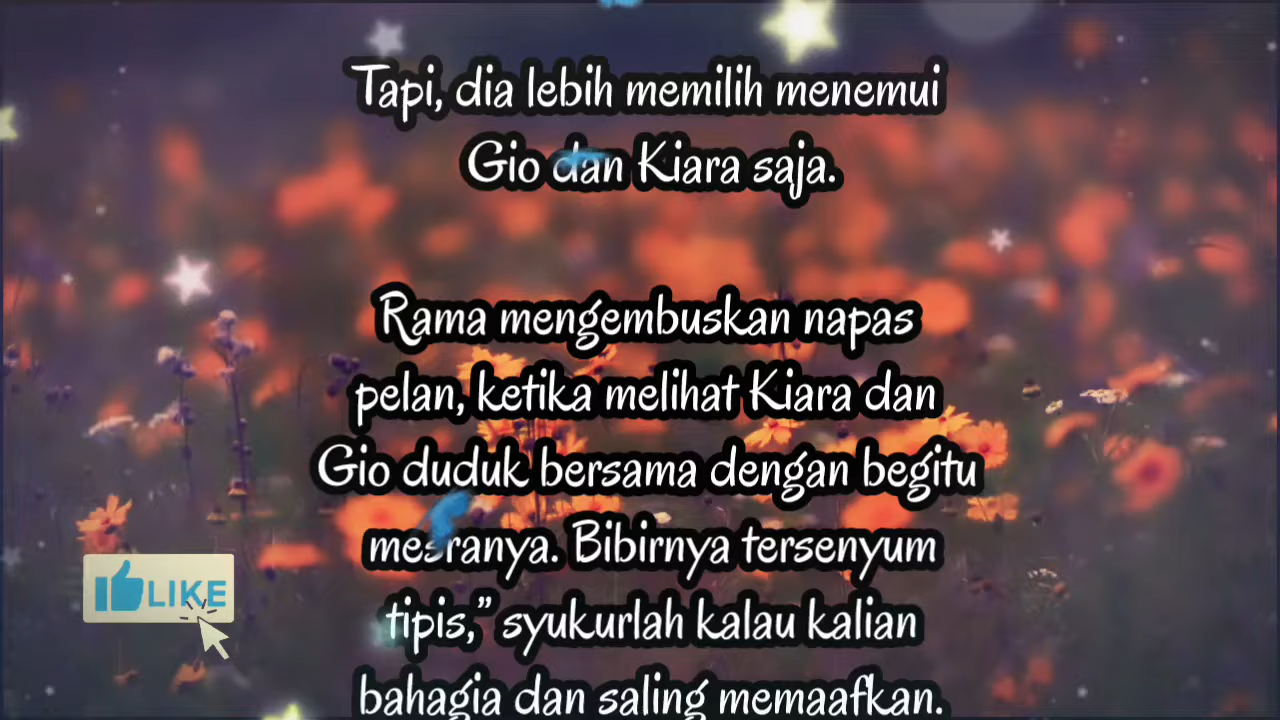 Tapi, dia lebih memilih menemui
Gio dan Kiara saja.
Rama mengembuskan napas
pelan, ketika melihat Kiara dan
Gio duduk bersama dengan begitu
mesranya. Bibirnya tersenyum
tipis,” syukurlah kalau kalian
bahagia dan saling memaafkan.
LIKE